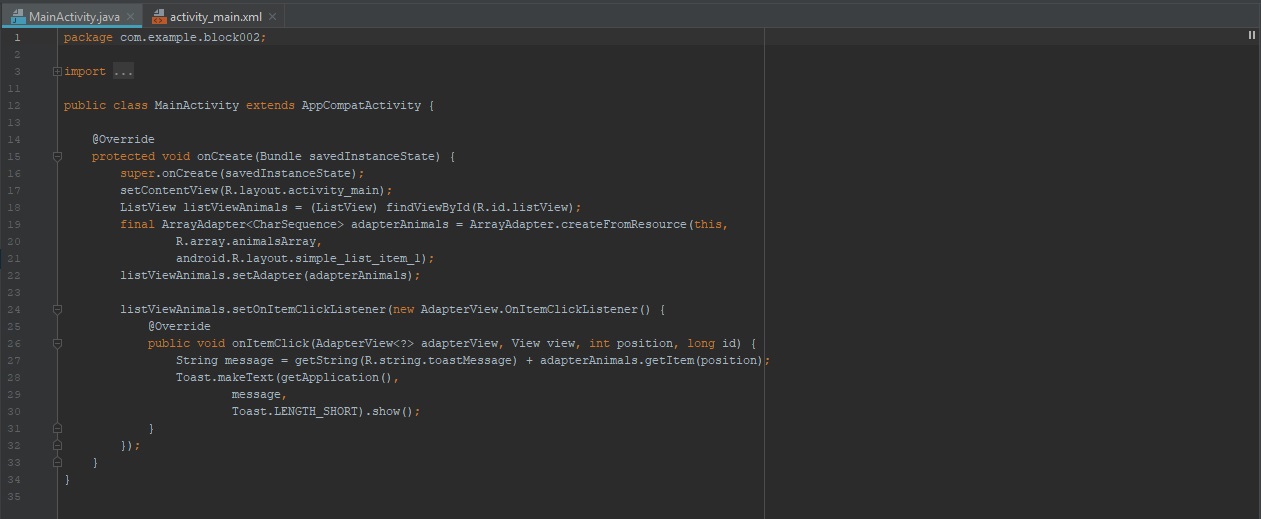 MainActivity.java × activity_main.xml ×
1 package com.example.block002;
2
3 import ...
11
12 public class MainActivity extends AppCompatActivity {
13
14 @Override
15 protected void onCreate(Bundle savedInstanceState) {
16 super.onCreate(savedInstanceState);
17 setContentView(R.layout.activity_main);
18 ListView listViewAnimals = (ListView) findViewById(R.id.listView);
19 final ArrayAdapter<CharSequence> adapterAnimals = ArrayAdapter.createFromResource(this,
20 R.array.animalsArray,
21 android.R.layout.simple_list_item_1);
22 listViewAnimals.setAdapter(adapterAnimals);
23
24 listViewAnimals.setOnItemClickListener(new AdapterView.OnItemClickListener() {
25 @Override
26 public void onItemClick(AdapterView<?> adapterView, View view, int position, long id) {
27 String message = getString(R.string.toastMessage) + adapterAnimals.getItem(position);
28 Toast.makeText(getApplication(),
29 message,
30 Toast.LENGTH_SHORT).show();
31 }
32 });
33 }
34 }
35